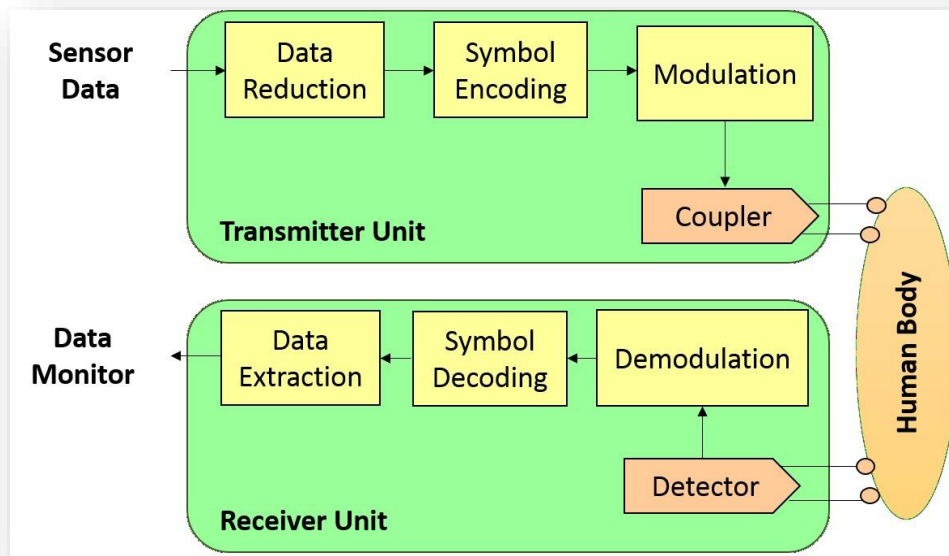 Sensor
Data
Data
Reduction
Symbol
Encoding
Modulation
Coupler
Transmitter Unit
Human Body
Data
Monitor
Data
Extraction
Symbol
Decoding
Demodulation
Detector
Receiver Unit